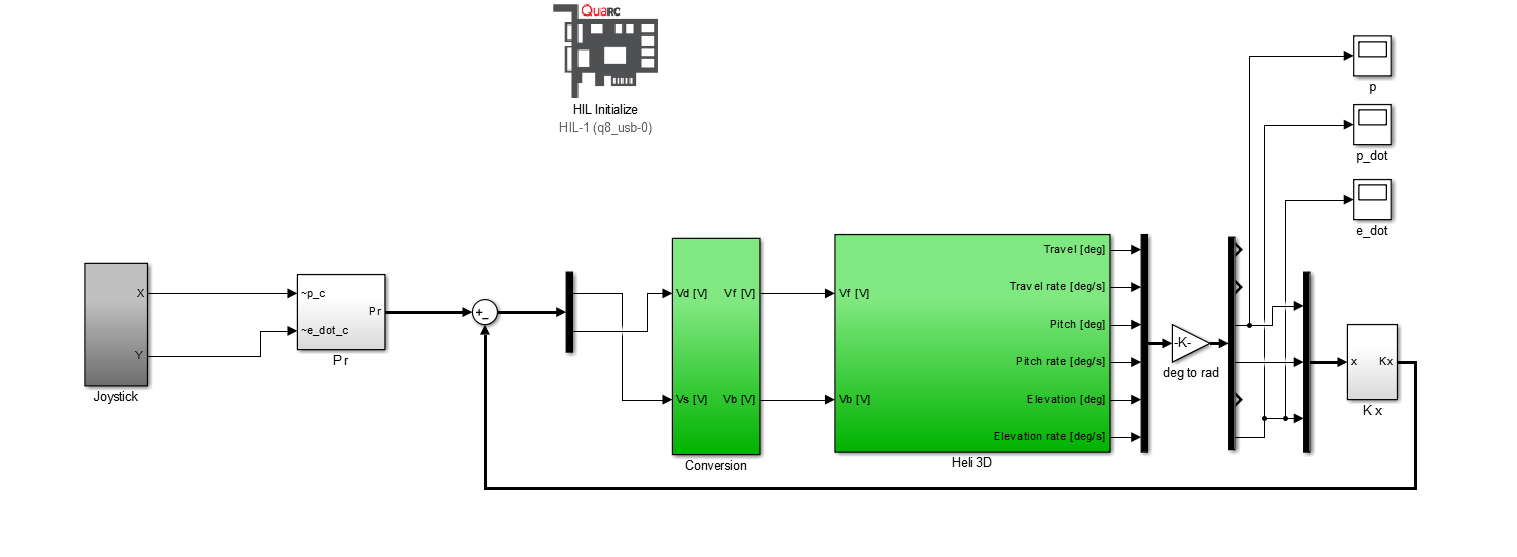 QUARC
HIL Initialize
HIL-1 (q8_usb-0)
p
p_dot
e_dot
X
Y
Joystick
~p_c
~e_dot_c
Pr
Pr
+
−
Vd [V]
Vs [V]
Vf [V]
Vb [V]
Conversion
Vf [V]
Vb [V]
Travel [deg]
Travel rate [deg/s]
Pitch [deg]
Pitch rate [deg/s]
Elevation [deg]
Elevation rate [deg/s]
Heli 3D
-K-
deg to rad
x
Kx
Kx